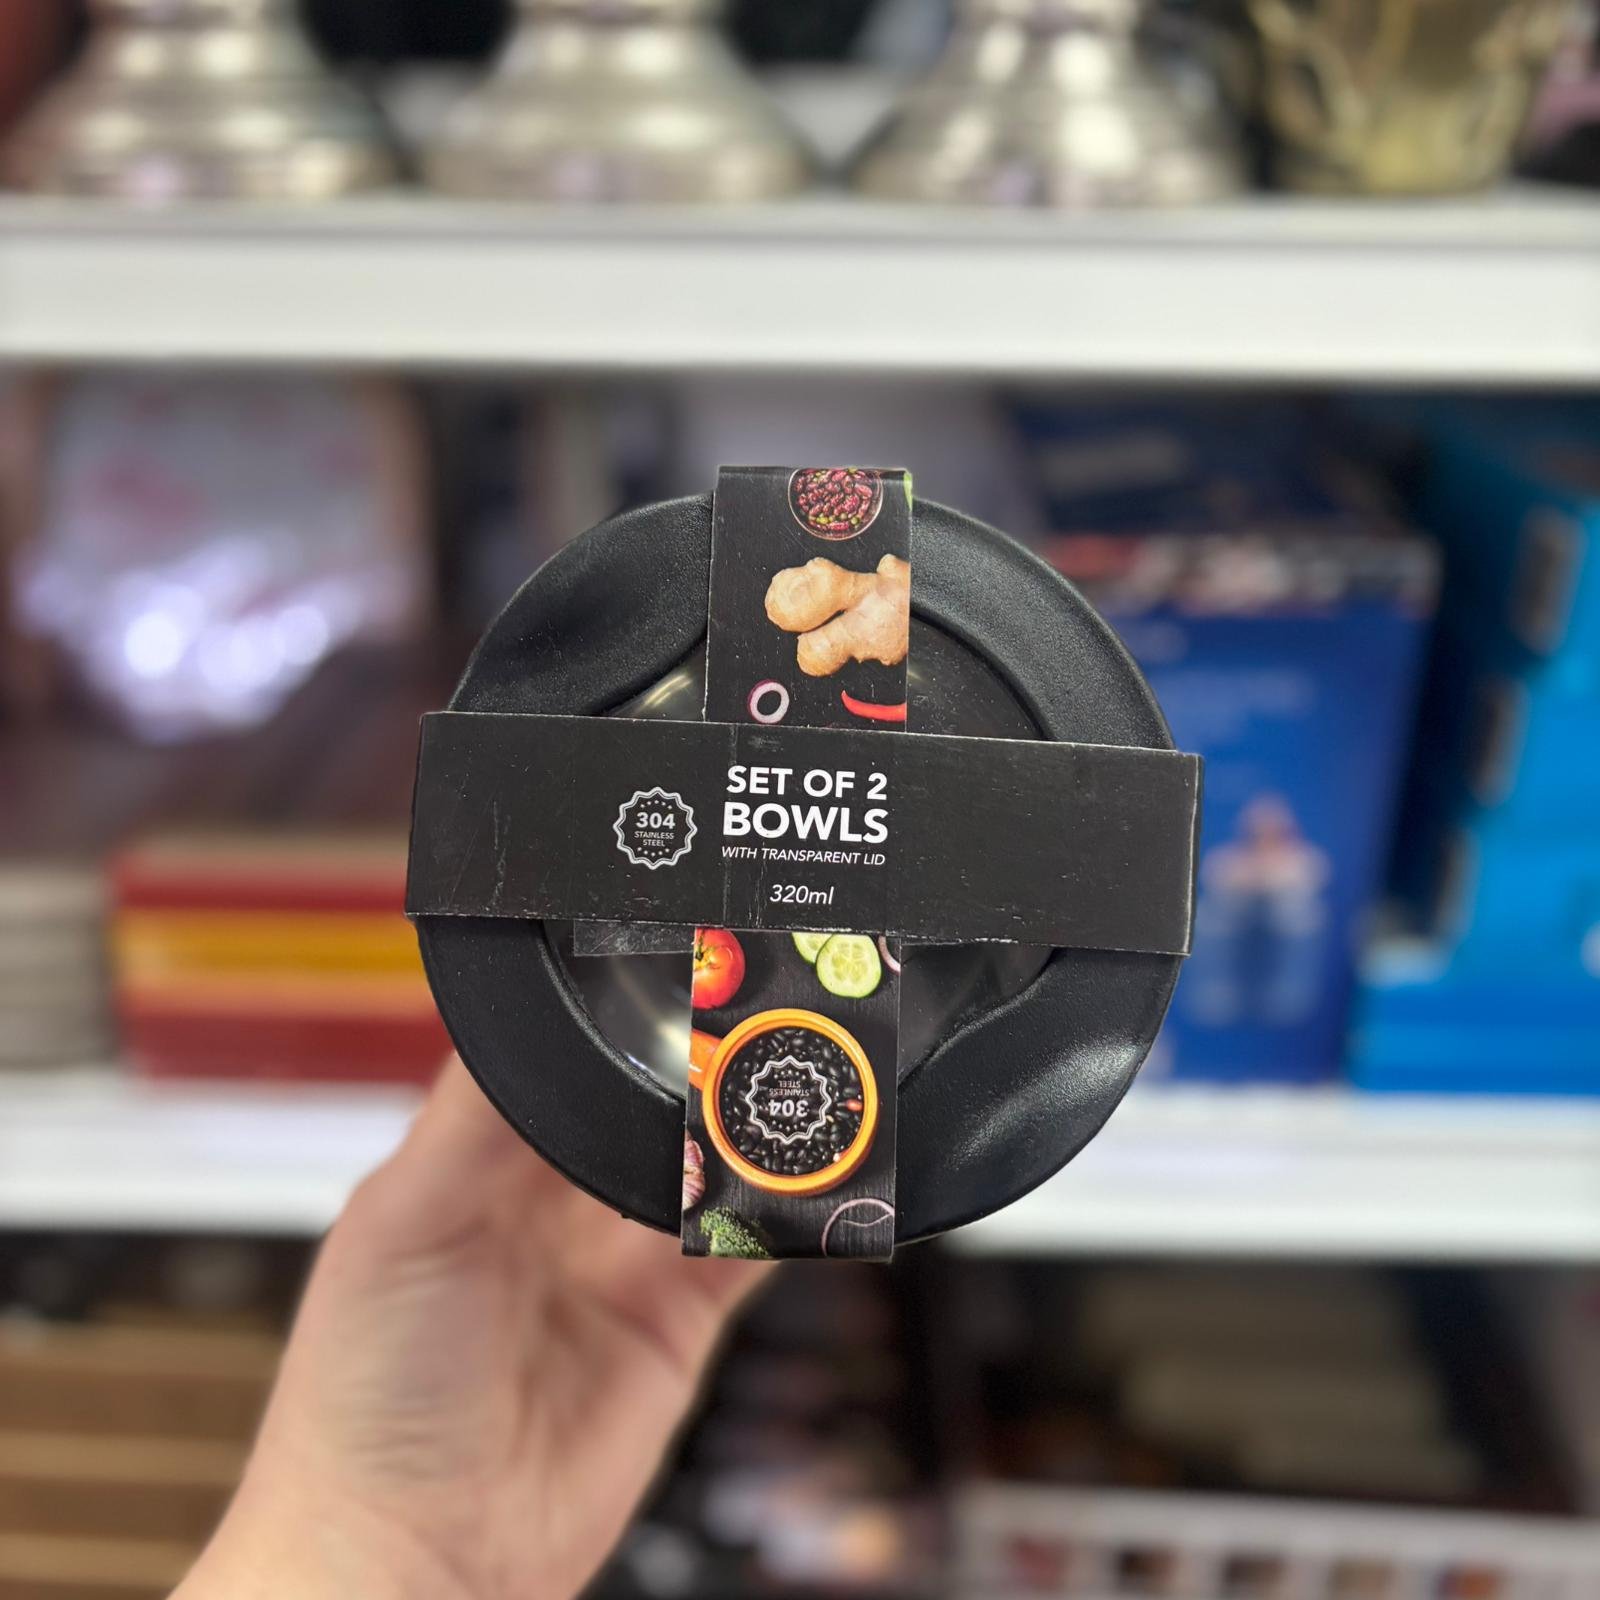 304
STAINLESS
STEEL
SET OF 2
BOWLS
WITH TRANSPARENT LID
320ml
304
STAINLESS
STEEL